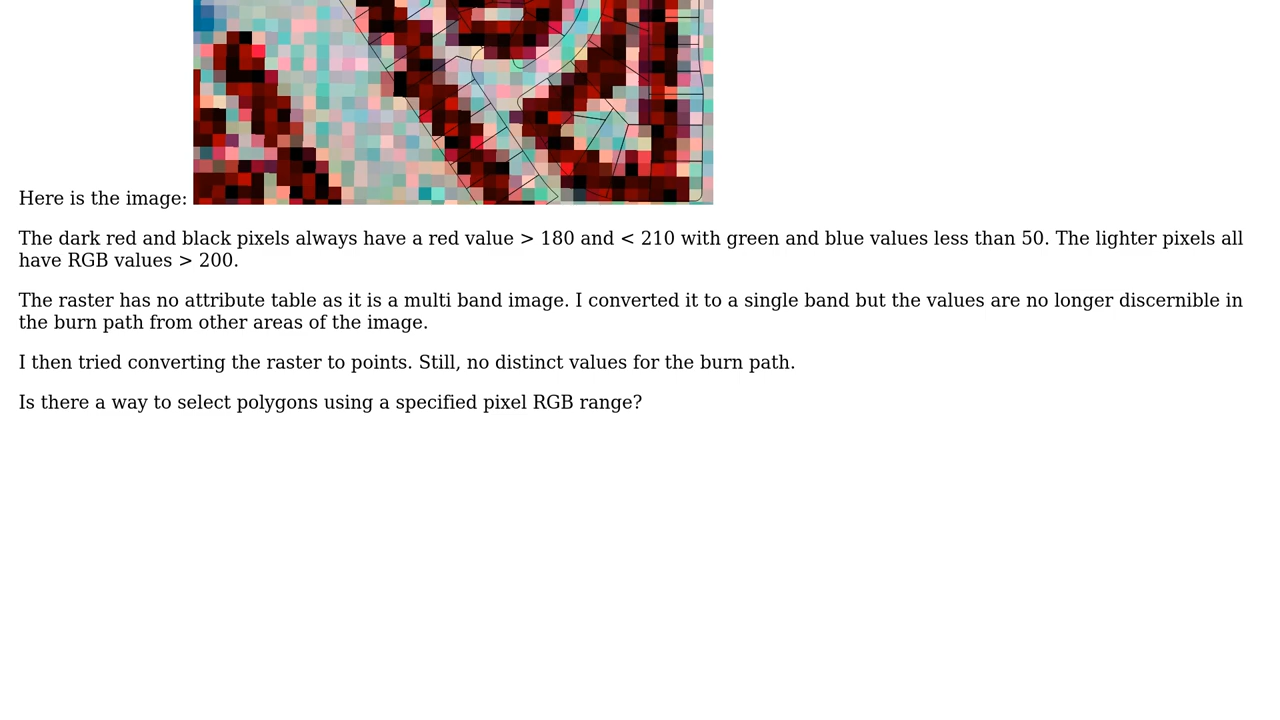 Here is the image:
The dark red and black pixels always have a red value > 180 and < 210 with green and blue values less than 50. The lighter pixels all
have RGB values > 200.
The raster has no attribute table as it is a multi band image. I converted it to a single band but the values are no longer discernible in
the burn path from other areas of the image.
I then tried converting the raster to points. Still, no distinct values for the burn path.
Is there a way to select polygons using a specified pixel RGB range?